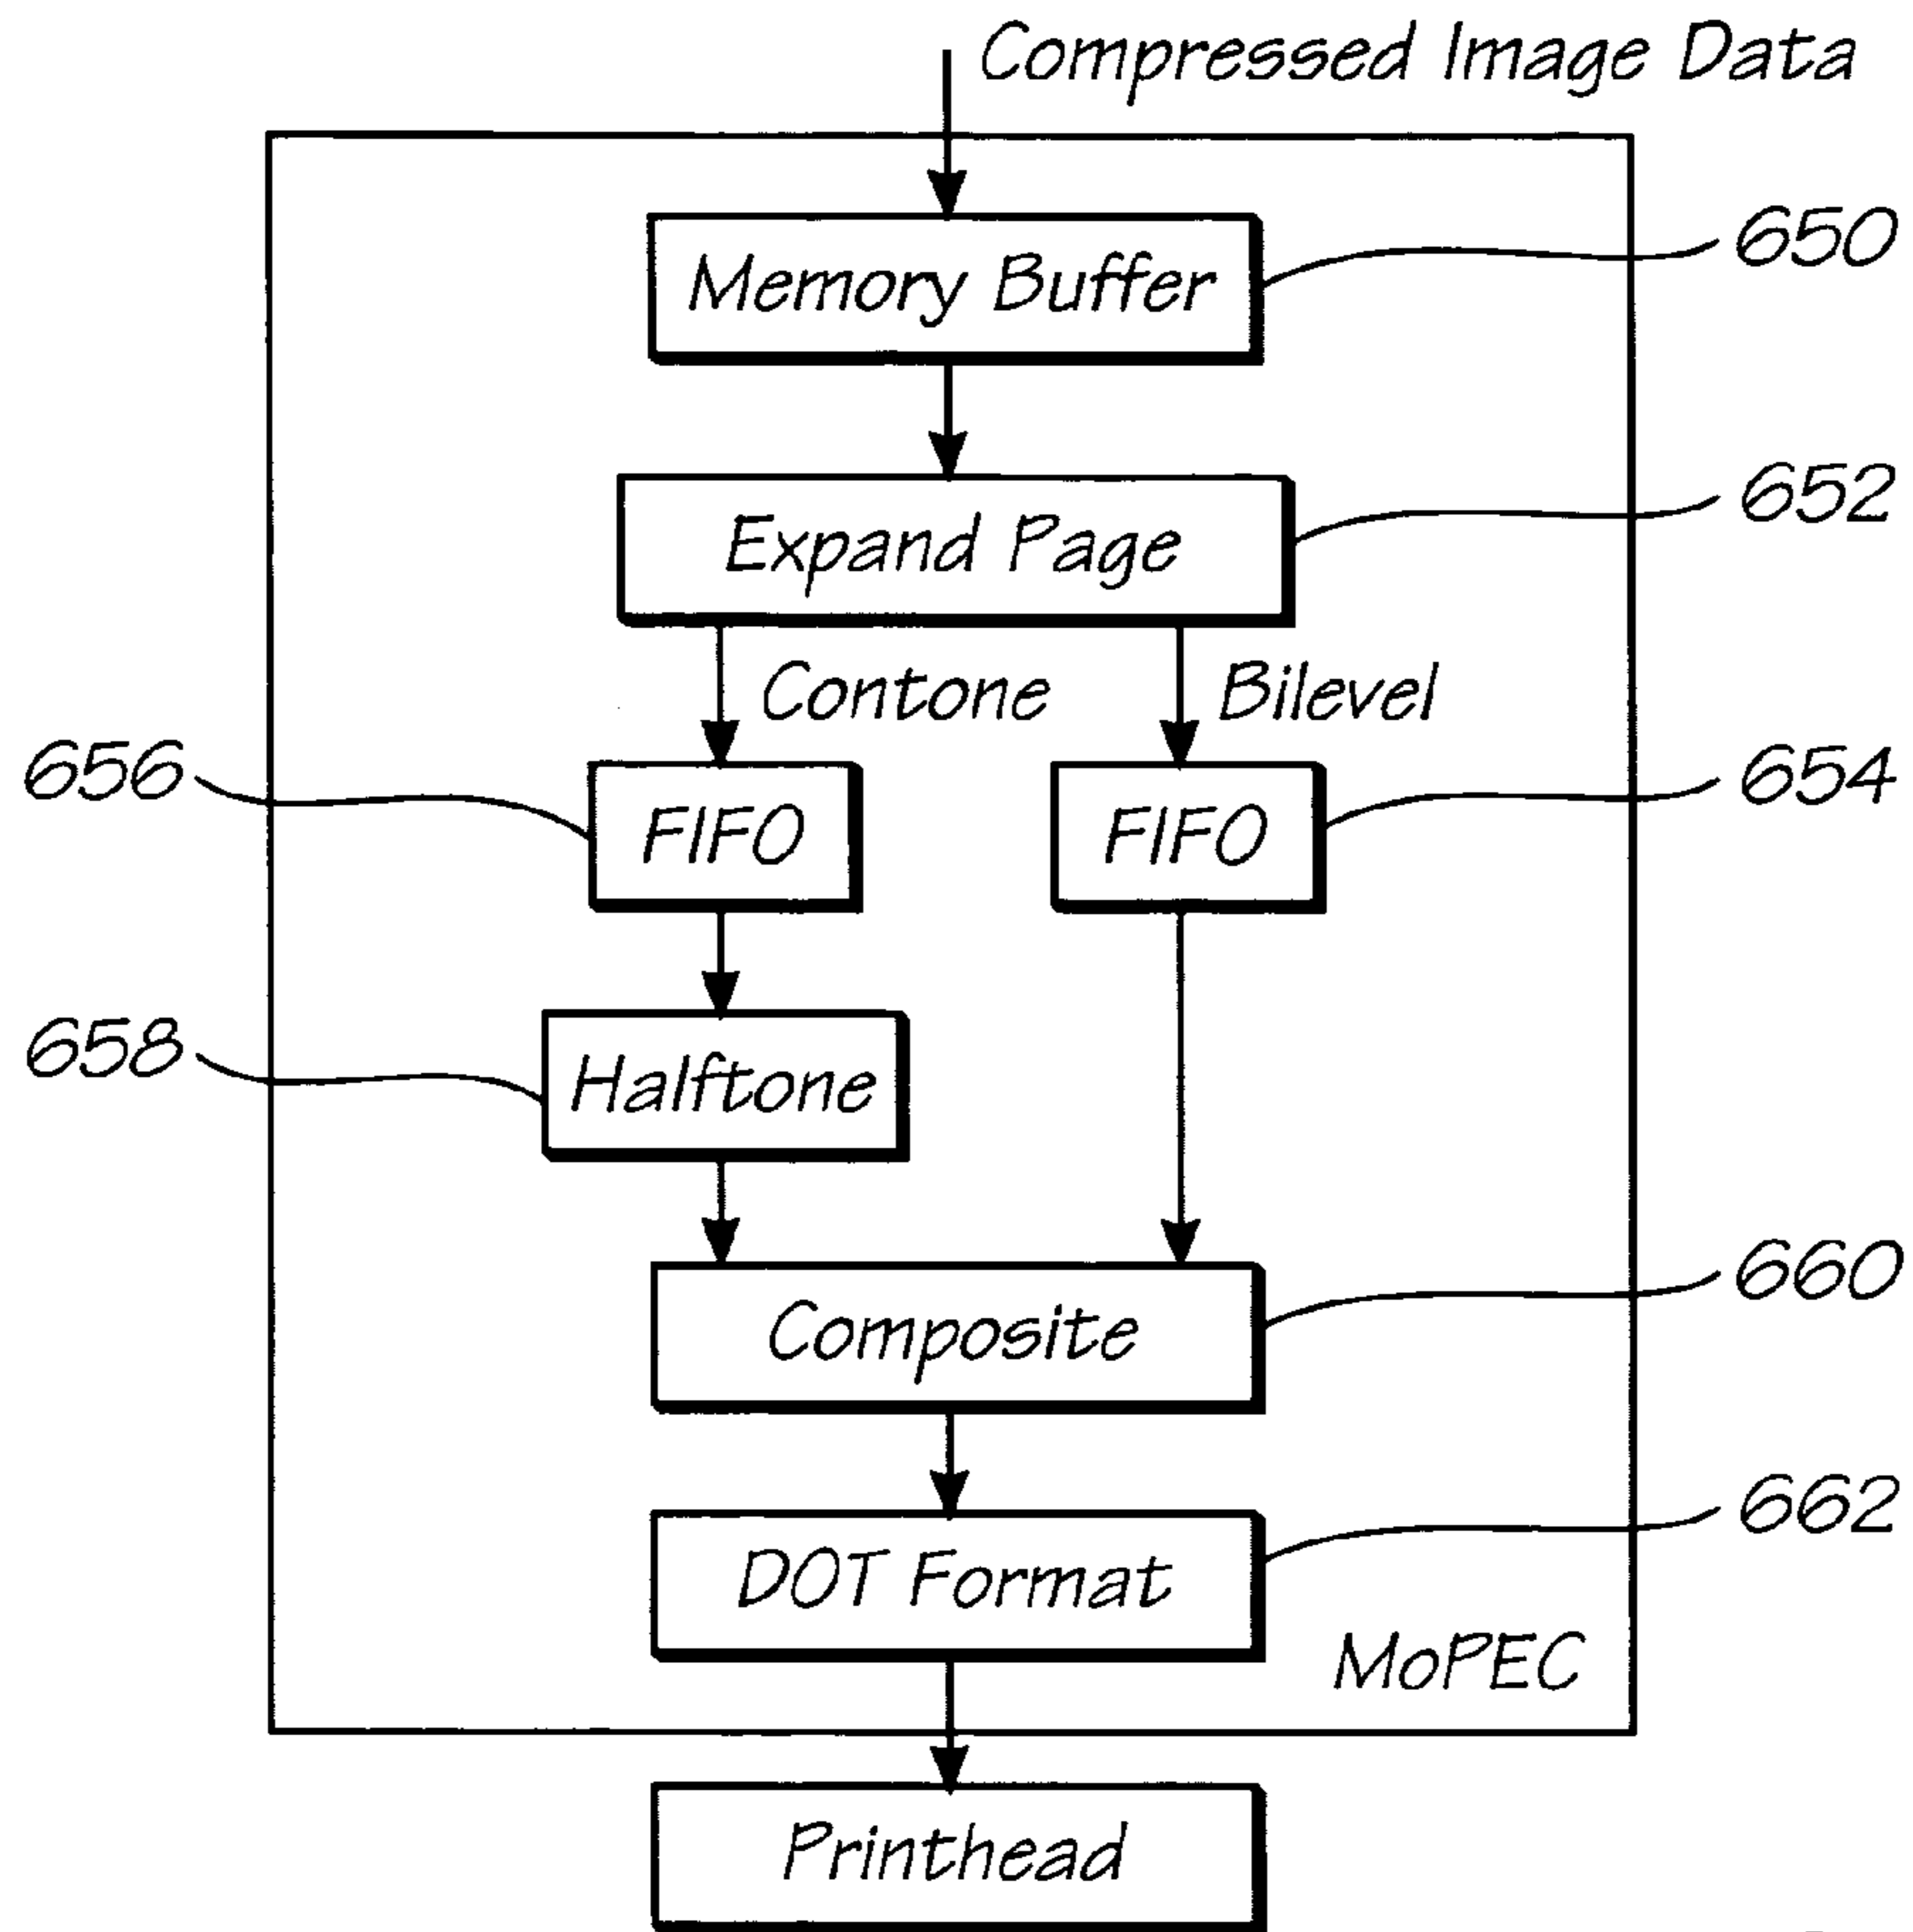 Compressed Image Data
Memory Buffer
650
Expand Page
652
Contone
Bilevel
656
FIFO
FIFO
654
658
Halftone
Composite
660
DOT Format
662
MoPEC
Printhead